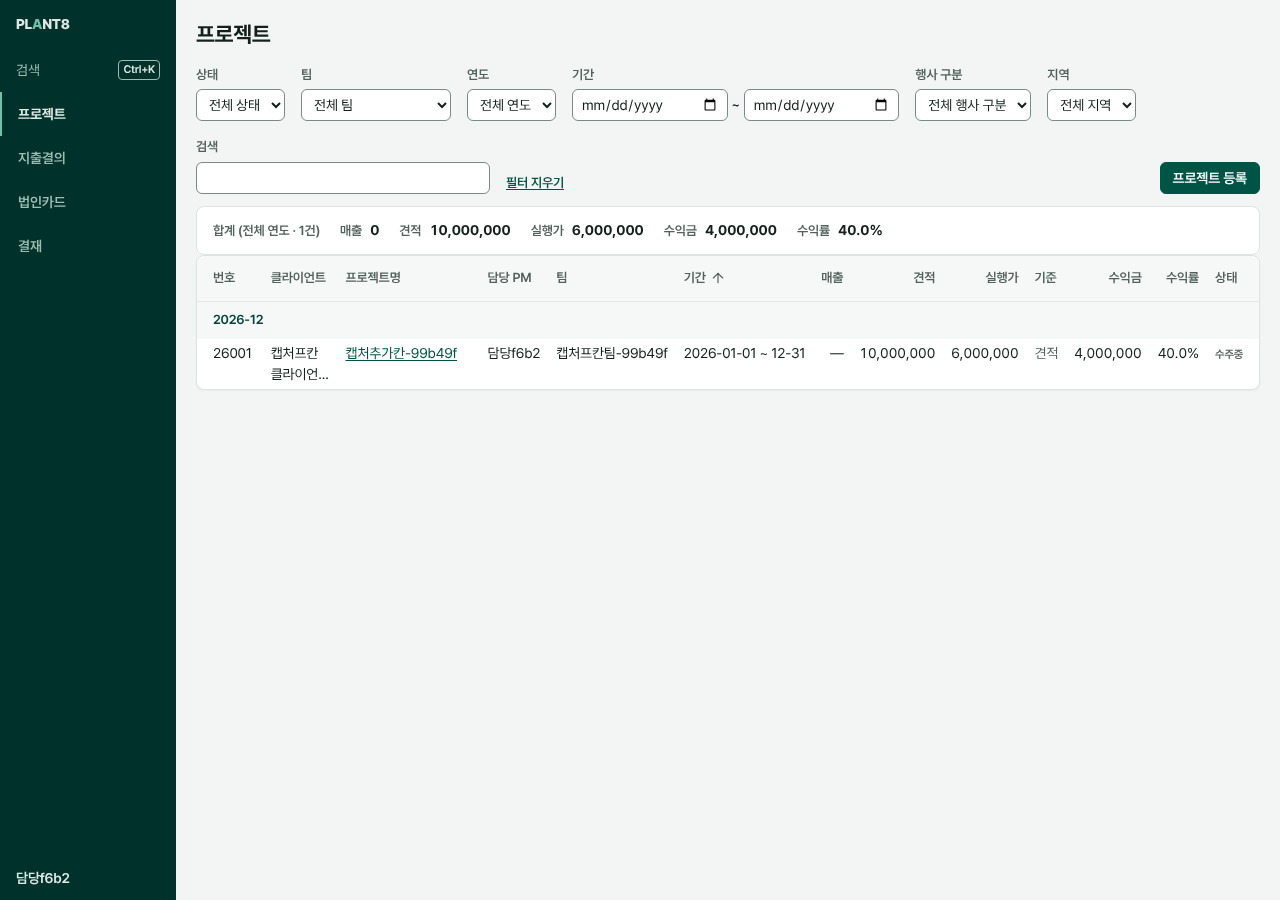 PLANT8
검색 Ctrl+K
프로젝트
지출결의
법인카드
결재
담당f6b2
프로젝트
상태 팀 연도 기간 행사 구분 지역
전체 상태 전체 팀 전체 연도 mm/dd/yyyy ~ mm/dd/yyyy 전체 행사 구분 전체 지역
검색
필터 지우기 프로젝트 등록
합계 (전체 연도 · 1건) 매출 0 견적 10,000,000 실행가 6,000,000 수익금 4,000,000 수익률 40.0%
번호 클라이언트 프로젝트명 담당 PM 팀 기간 ↑ 매출 견적 실행가 기준 수익금 수익률 상태
2026-12
26001 캡처프칸 캡처추가칸-99b49f 담당f6b2 캡처프칸팀-99b49f 2026-01-01 ~ 12-31 — 10,000,000 6,000,000 견적 4,000,000 40.0% 수주중
클라이언…